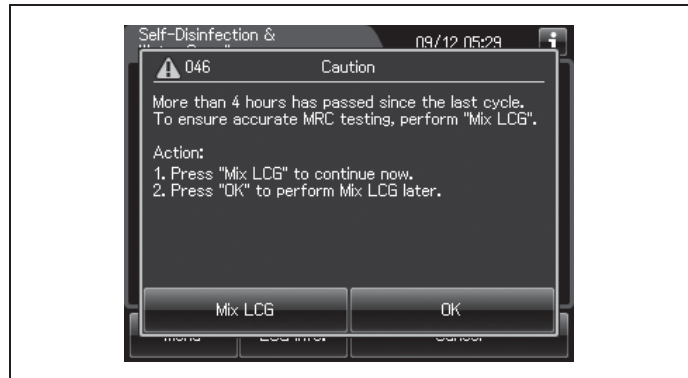 Self-Disinfection &
09/12 05:29
046 Caution
More than 4 hours has passed since the last cycle.
To ensure accurate MRC testing, perform "Mix LCG".
Action:
1. Press "Mix LCG" to continue now.
2. Press "OK" to perform Mix LCG later.
Mix LCG OK